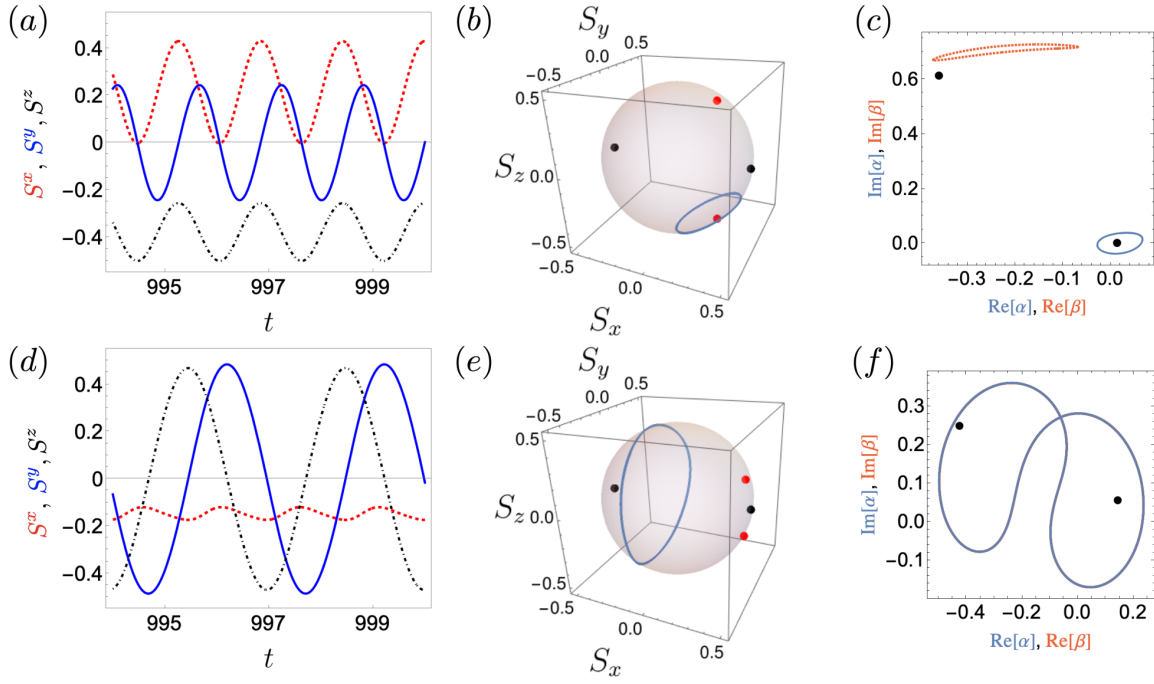 (a)
0.4
0.2
0
−0.2
−0.4
S^x, S^y, S^z
995
997
999
t
(b)
S_y
0.5
0.0
−0.5
0.5
S_z
0.0
−0.5
−0.5
0.0
0.5
S_x
(c)
0.6
0.4
0.2
0.0
Im[α], Im[β]
−0.3
−0.2
−0.1
0.0
Re[α], Re[β]
(d)
0.4
0.2
0
−0.2
−0.4
S^x, S^y, S^z
995
997
999
t
(e)
S_y
0.5
0.0
−0.5
0.5
S_z
0.0
−0.5
−0.5
0.0
0.5
S_x
(f)
0.3
0.2
0.1
0.0
−0.1
Im[α], Im[β]
−0.4
−0.2
0.0
0.2
Re[α], Re[β]